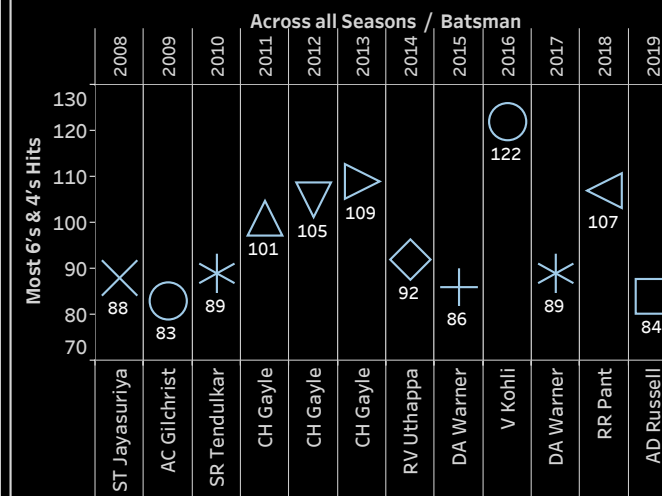 Across all Seasons / Batsman
2008 2009 2010 2011 2012 2013 2014 2015 2016 2017 2018 2019
Most 6's & 4's Hits
130
120
110
100
90
80
70
88
83
89
101
105
109
92
86
122
89
107
84
ST Jayasuriya
AC Gilchrist
SR Tendulkar
CH Gayle
CH Gayle
CH Gayle
RV Uthappa
DA Warner
V Kohli
DA Warner
RR Pant
AD Russell